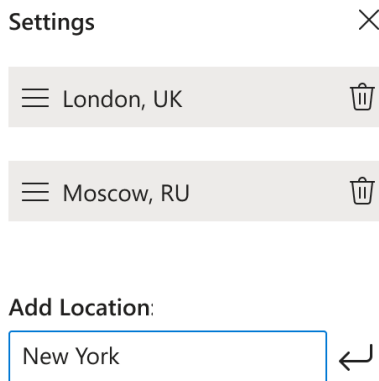 Settings
London, UK
Moscow, RU
Add Location:
New York